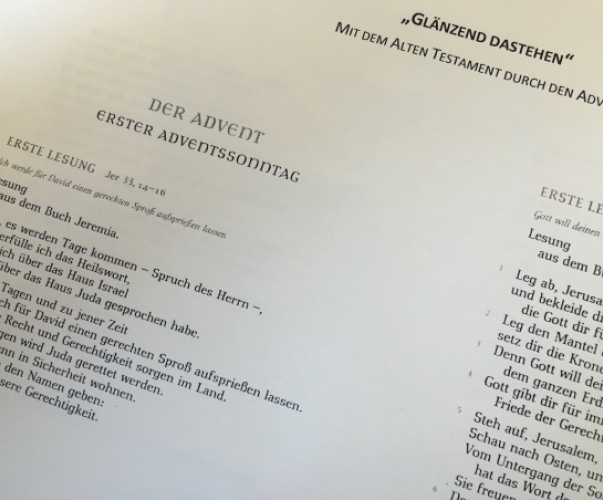 „GLÄNZEND DASTEHEN“
MIT DEM ALTEN TESTAMENT DURCH DEN ADV
DER ADVENT
ERSTER ADVENTSSONNTAG
ERSTE LESUNG Jer 33, 14–16
Ich werde für David einen gerechten Sproß aufsprießen lassen
esung
aus dem Buch Jeremia.
, es werden Tage kommen – Spruch des Herrn –,
erfülle ich das Heilswort,
ich über das Haus Israel
über das Haus Juda gesprochen habe.
Tagen und zu jener Zeit
ch für David einen gerechten Sproß aufsprießen lassen.
Recht und Gerechtigkeit sorgen im Land.
gen wird Juda gerettet werden.
nn in Sicherheit wohnen.
den Namen geben:
sere Gerechtigkeit.
ERSTE LE
Gott will deinen
Lesung
aus dem B
1 Leg ab, Jerusa
und bekleide di
die Gott dir f
2 Leg den Mantel
setz dir die Kron
3 Denn Gott will dei
dem ganzen Erd
4 Gott gibt dir für im
Friede der Gerech
5 Steh auf, Jerusalem,
Schau nach Osten, un
Vom Untergang der So
hat das Wort de
6 Sie freuen